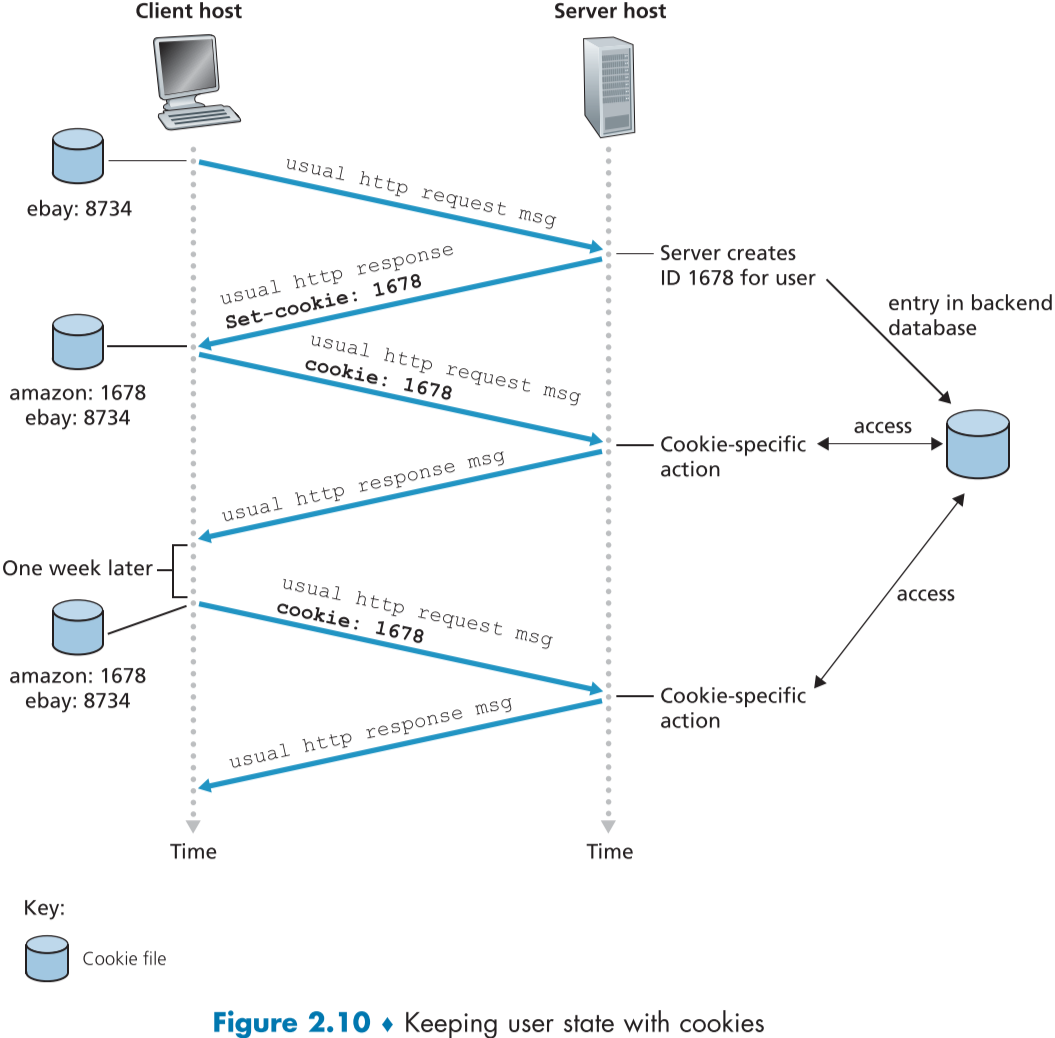 Client host
Server host
ebay: 8734
usual http request msg
Server creates
ID 1678 for user
entry in backend
database
usual http response
Set-cookie: 1678
amazon: 1678
ebay: 8734
usual http request msg
cookie: 1678
Cookie-specific
action
access
usual http response msg
One week later
amazon: 1678
ebay: 8734
usual http request msg
cookie: 1678
access
Cookie-specific
action
usual http response msg
Time
Time
Key:
Cookie file
Figure 2.10 ♦ Keeping user state with cookies